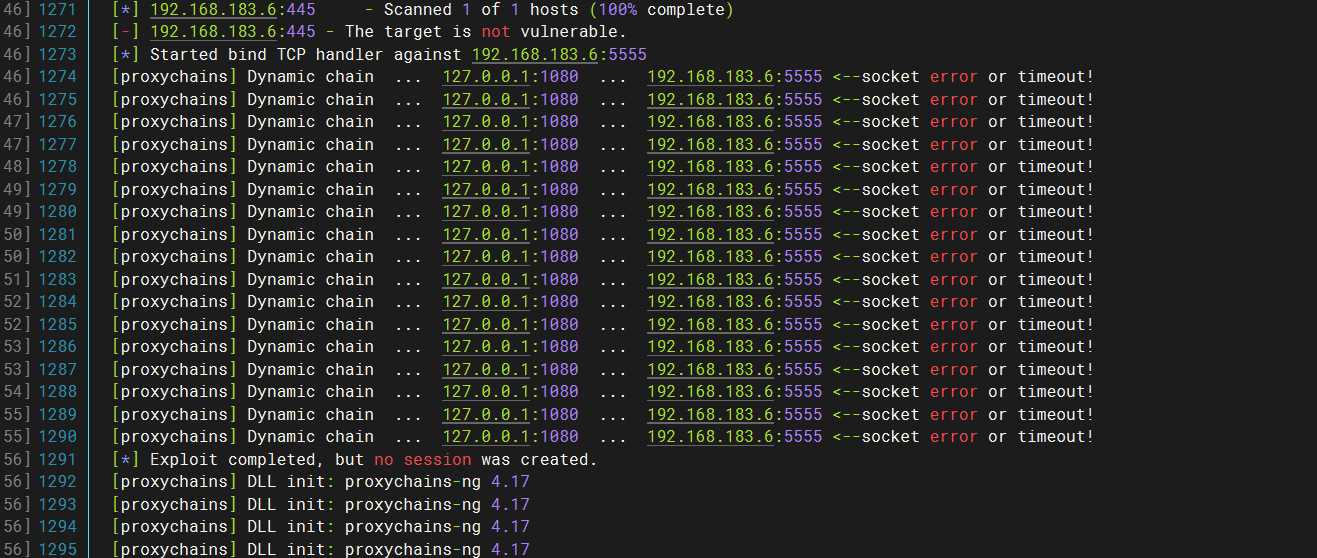 46] 1271 [*] 192.168.183.6:445 - Scanned 1 of 1 hosts (100% complete)
46] 1272 [-] 192.168.183.6:445 - The target is not vulnerable.
46] 1273 [*] Started bind TCP handler against 192.168.183.6:5555
46] 1274 [proxychains] Dynamic chain ... 127.0.0.1:1080 ... 192.168.183.6:5555 <--socket error or timeout!
46] 1275 [proxychains] Dynamic chain ... 127.0.0.1:1080 ... 192.168.183.6:5555 <--socket error or timeout!
47] 1276 [proxychains] Dynamic chain ... 127.0.0.1:1080 ... 192.168.183.6:5555 <--socket error or timeout!
47] 1277 [proxychains] Dynamic chain ... 127.0.0.1:1080 ... 192.168.183.6:5555 <--socket error or timeout!
48] 1278 [proxychains] Dynamic chain ... 127.0.0.1:1080 ... 192.168.183.6:5555 <--socket error or timeout!
49] 1279 [proxychains] Dynamic chain ... 127.0.0.1:1080 ... 192.168.183.6:5555 <--socket error or timeout!
49] 1280 [proxychains] Dynamic chain ... 127.0.0.1:1080 ... 192.168.183.6:5555 <--socket error or timeout!
50] 1281 [proxychains] Dynamic chain ... 127.0.0.1:1080 ... 192.168.183.6:5555 <--socket error or timeout!
50] 1282 [proxychains] Dynamic chain ... 127.0.0.1:1080 ... 192.168.183.6:5555 <--socket error or timeout!
51] 1283 [proxychains] Dynamic chain ... 127.0.0.1:1080 ... 192.168.183.6:5555 <--socket error or timeout!
52] 1284 [proxychains] Dynamic chain ... 127.0.0.1:1080 ... 192.168.183.6:5555 <--socket error or timeout!
52] 1285 [proxychains] Dynamic chain ... 127.0.0.1:1080 ... 192.168.183.6:5555 <--socket error or timeout!
53] 1286 [proxychains] Dynamic chain ... 127.0.0.1:1080 ... 192.168.183.6:5555 <--socket error or timeout!
53] 1287 [proxychains] Dynamic chain ... 127.0.0.1:1080 ... 192.168.183.6:5555 <--socket error or timeout!
54] 1288 [proxychains] Dynamic chain ... 127.0.0.1:1080 ... 192.168.183.6:5555 <--socket error or timeout!
55] 1289 [proxychains] Dynamic chain ... 127.0.0.1:1080 ... 192.168.183.6:5555 <--socket error or timeout!
55] 1290 [proxychains] Dynamic chain ... 127.0.0.1:1080 ... 192.168.183.6:5555 <--socket error or timeout!
56] 1291 [*] Exploit completed, but no session was created.
56] 1292 [proxychains] DLL init: proxychains-ng 4.17
56] 1293 [proxychains] DLL init: proxychains-ng 4.17
56] 1294 [proxychains] DLL init: proxychains-ng 4.17
56] 1295 [proxychains] DLL init: proxychains-ng 4.17